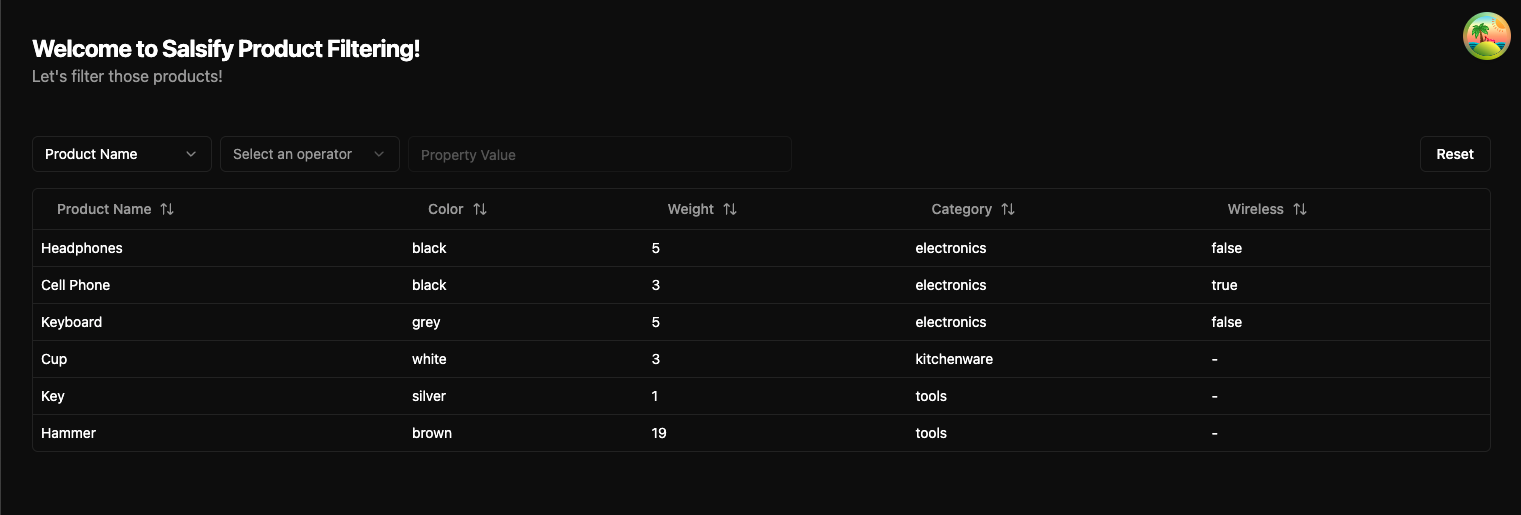 Welcome to Salsify Product Filtering!
Let's filter those products!
Product Name Select an operator Property Value Reset
Product Name Color Weight Category Wireless
Headphones black 5 electronics false
Cell Phone black 3 electronics true
Keyboard grey 5 electronics false
Cup white 3 kitchenware -
Key silver 1 tools -
Hammer brown 19 tools -